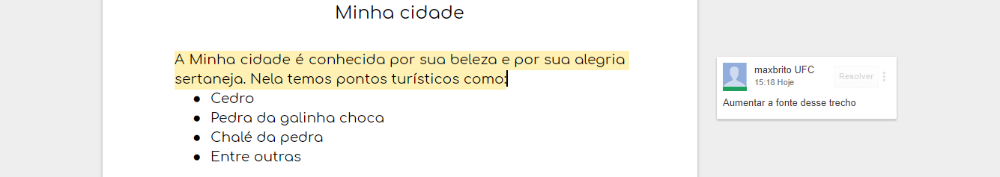 Minha cidade
A Minha cidade é conhecida por sua beleza e por sua alegria
sertaneja. Nela temos pontos turísticos como:
● Cedro
● Pedra da galinha choca
● Chalé da pedra
● Entre outras
maxbrito UFC
15:18 Hoje
Resolver
Aumentar a fonte desse trecho